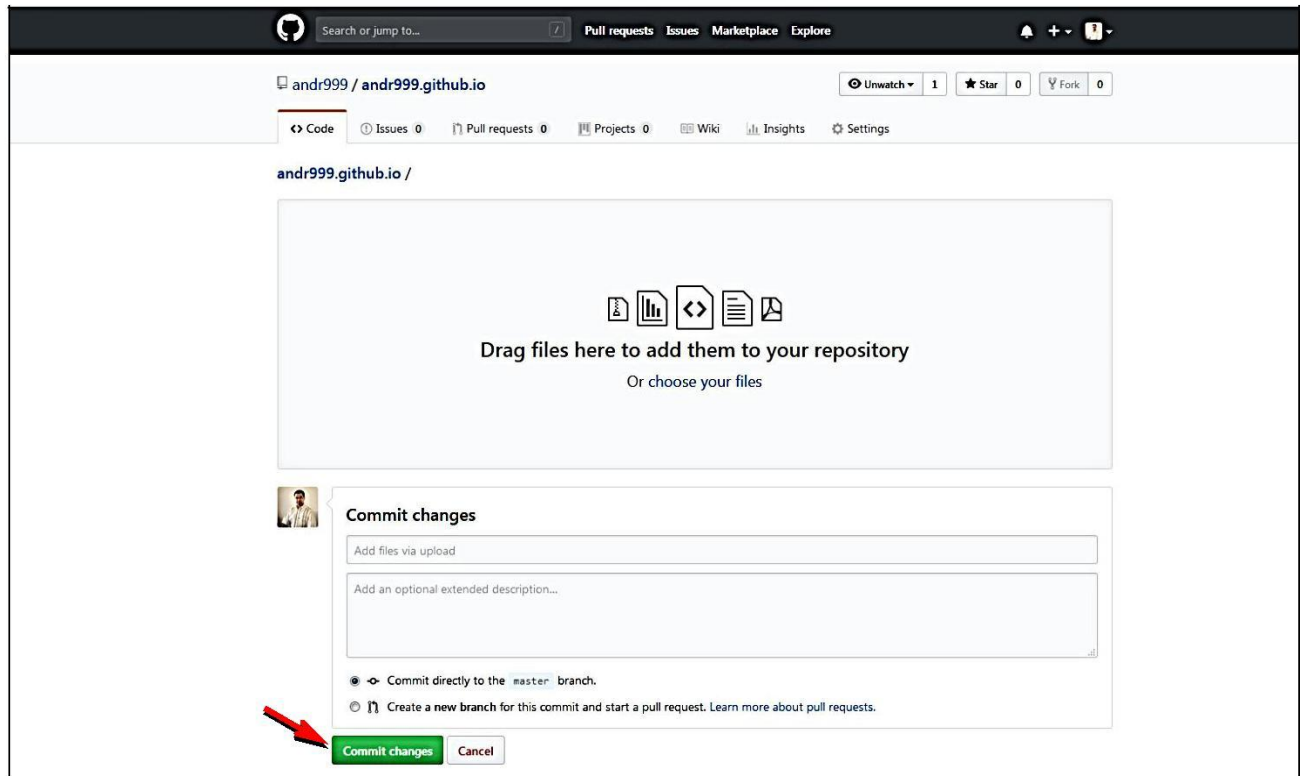 Search or jump to... / Pull requests Issues Marketplace Explore
andr999 / andr999.github.io Unwatch 1 Star 0 Fork 0
Code Issues 0 Pull requests 0 Projects 0 Wiki Insights Settings
andr999.github.io /
Drag files here to add them to your repository
Or choose your files
Commit changes
Add files via upload
Add an optional extended description...
Commit directly to the master branch.
Create a new branch for this commit and start a pull request. Learn more about pull requests.
Commit changes Cancel